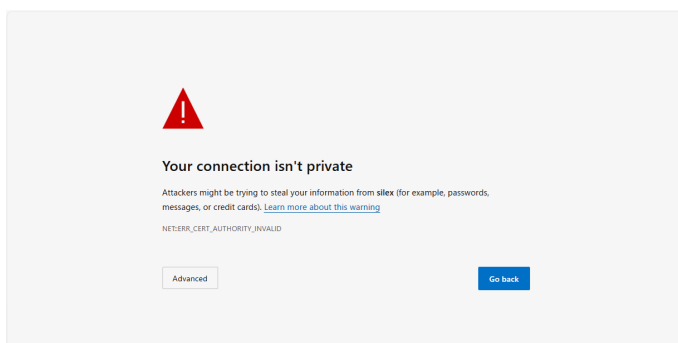 Your connection isn't private
Attackers might be trying to steal your information from silex (for example, passwords,
messages, or credit cards). Learn more about this warning
NET::ERR_CERT_AUTHORITY_INVALID
Advanced
Go back